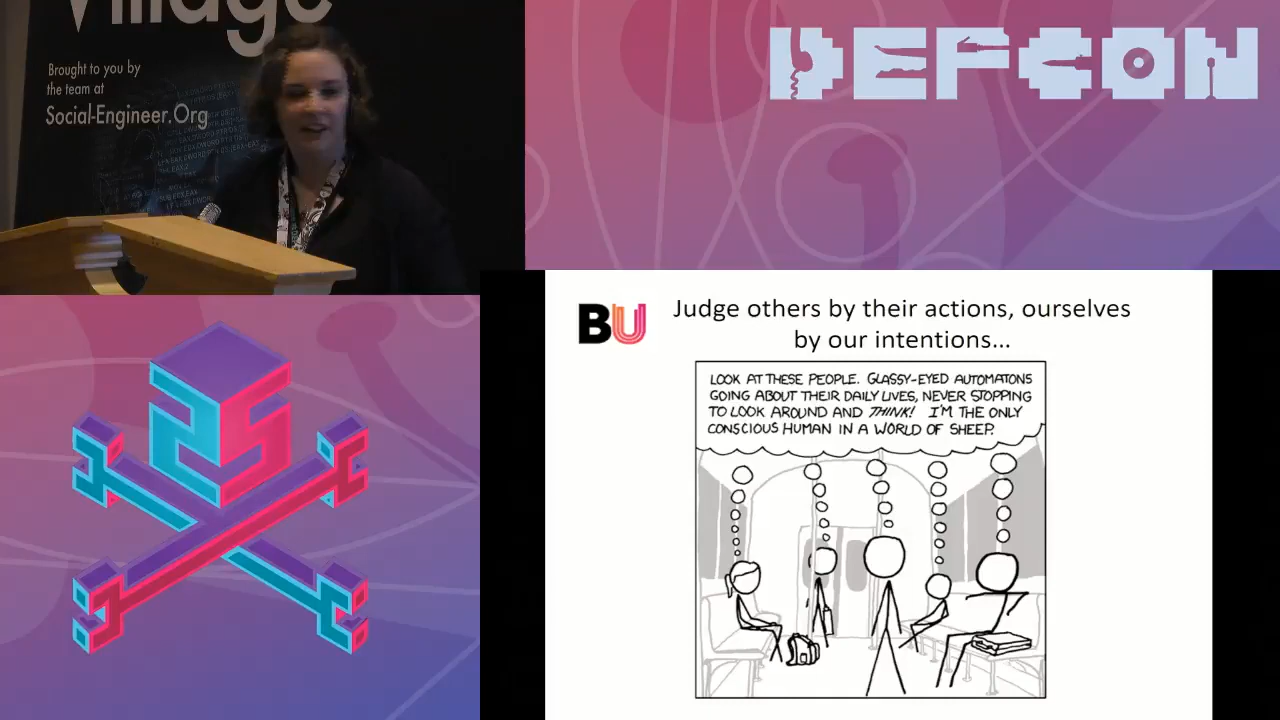 Village
Brought to you by
the team at
Social-Engineer.Org
DEFCON
BU
Judge others by their actions, ourselves
by our intentions...
LOOK AT THESE PEOPLE. GLASSY-EYED AUTOMATONS
GOING ABOUT THEIR DAILY LIVES, NEVER STOPPING
TO LOOK AROUND AND THINK! I'M THE ONLY
CONSCIOUS HUMAN IN A WORLD OF SHEEP.